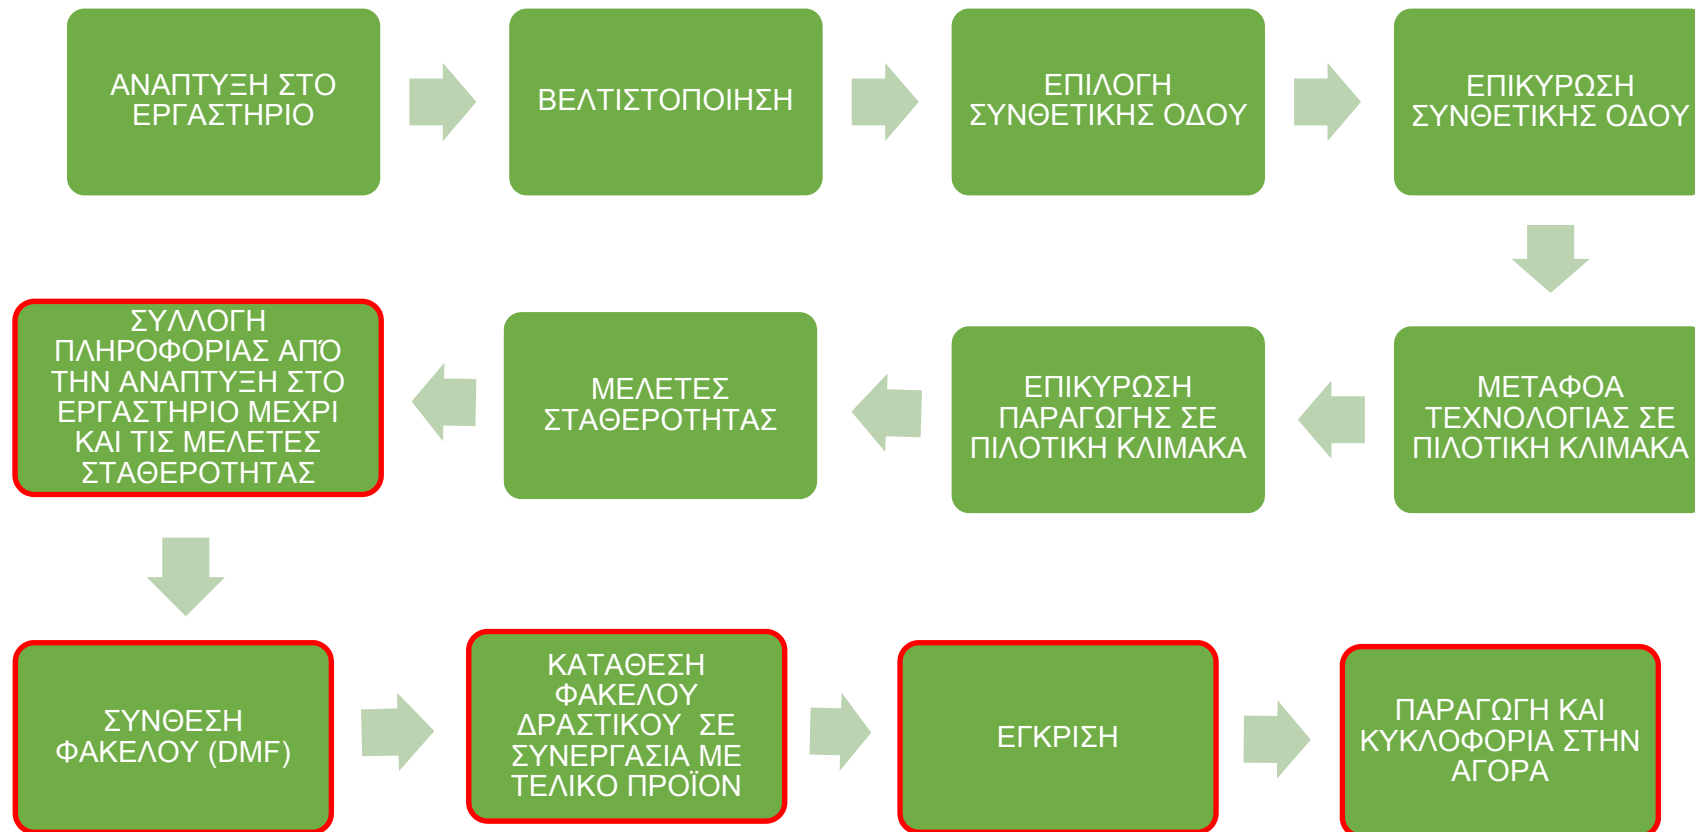 ΑΝΑΠΤΥΞΗ ΣΤΟ
ΕΡΓΑΣΤΗΡΙΟ
ΒΕΛΤΙΣΤΟΠΟΙΗΣΗ
ΕΠΙΛΟΓΗ
ΣΥΝΘΕΤΙΚΗΣ ΟΔΟΥ
ΕΠΙΚΥΡΩΣΗ
ΣΥΝΘΕΤΙΚΗΣ ΟΔΟΥ
ΜΕΤΑΦΟΑ
ΤΕΧΝΟΛΟΓΙΑΣ ΣΕ
ΠΙΛΟΤΙΚΗ ΚΛΙΜΑΚΑ
ΕΠΙΚΥΡΩΣΗ
ΠΑΡΑΓΩΓΗΣ ΣΕ
ΠΙΛΟΤΙΚΗ ΚΛΙΜΑΚΑ
ΜΕΛΕΤΕΣ
ΣΤΑΘΕΡΟΤΗΤΑΣ
ΣΥΛΛΟΓΗ
ΠΛΗΡΟΦΟΡΙΑΣ ΑΠΌ
ΤΗΝ ΑΝΑΠΤΥΞΗ ΣΤΟ
ΕΡΓΑΣΤΗΡΙΟ ΜΕΧΡΙ
ΚΑΙ ΤΙΣ ΜΕΛΕΤΕΣ
ΣΤΑΘΕΡΟΤΗΤΑΣ
ΣΥΝΘΕΣΗ
ΦΑΚΕΛΟΥ (DMF)
ΚΑΤΑΘΕΣΗ
ΦΑΚΕΛΟΥ
ΔΡΑΣΤΙΚΟΥ ΣΕ
ΣΥΝΕΡΓΑΣΙΑ ΜΕ
ΤΕΛΙΚΟ ΠΡΟΪΟΝ
ΕΓΚΡΙΣΗ
ΠΑΡΑΓΩΓΗ ΚΑΙ
ΚΥΚΛΟΦΟΡΙΑ ΣΤΗΝ
ΑΓΟΡΑ